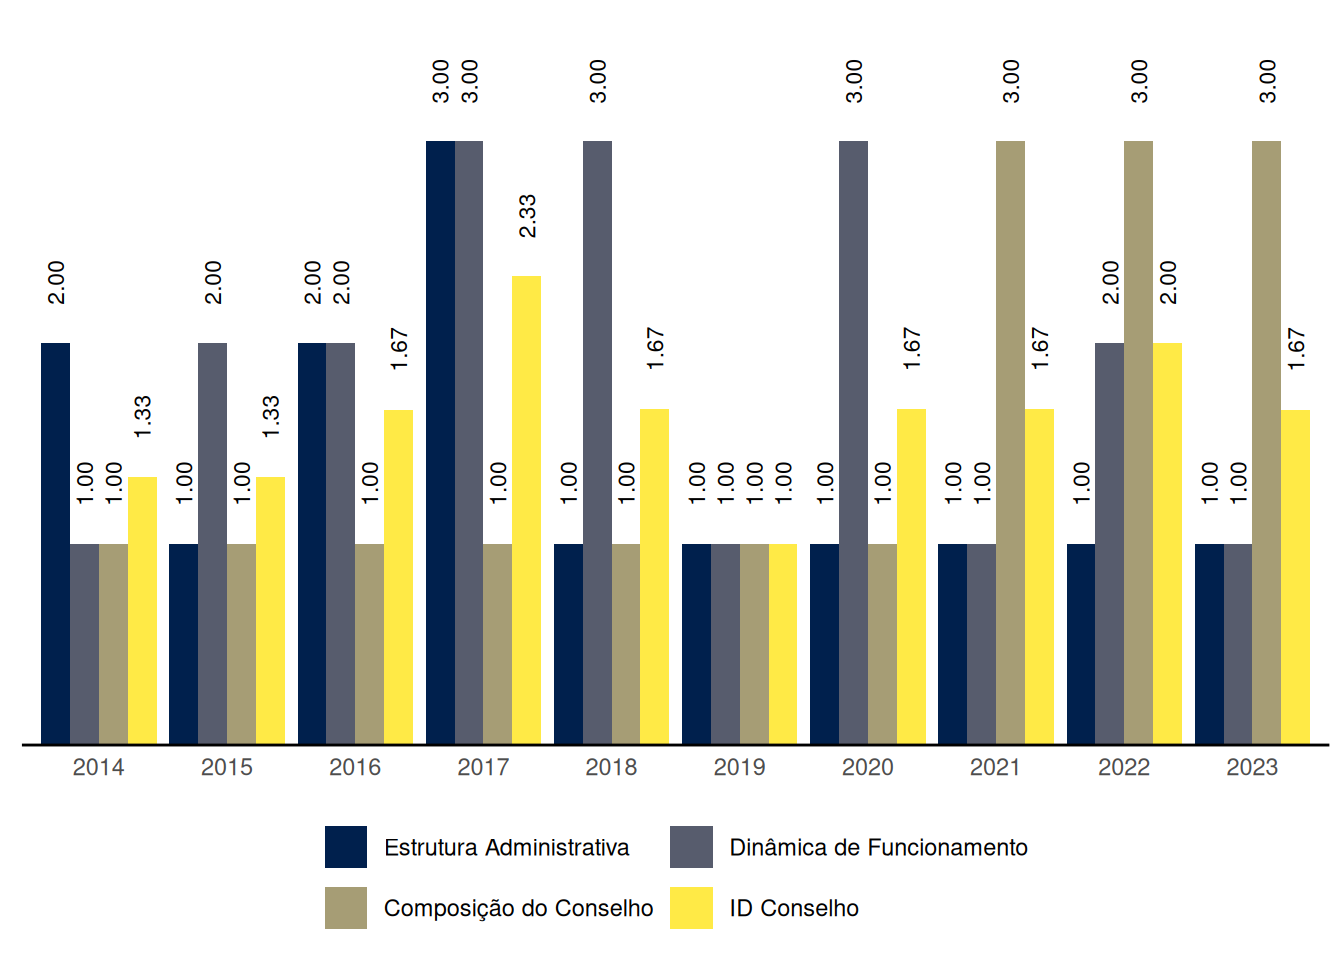 3.00 3.00 3.00 3.00 3.00 3.00 3.00
2.33
2.00 2.00 2.00 2.00 2.00 2.00
1.67 1.67 1.67 1.67 1.67
1.33 1.33
1.00 1.00 1.00 1.00 1.00 1.00 1.00 1.00 1.00 1.00 1.00 1.00 1.00 1.00 1.00 1.00 1.00 1.00 1.00
2014 2015 2016 2017 2018 2019 2020 2021 2022 2023
Estrutura Administrativa Dinâmica de Funcionamento
Composição do Conselho ID Conselho